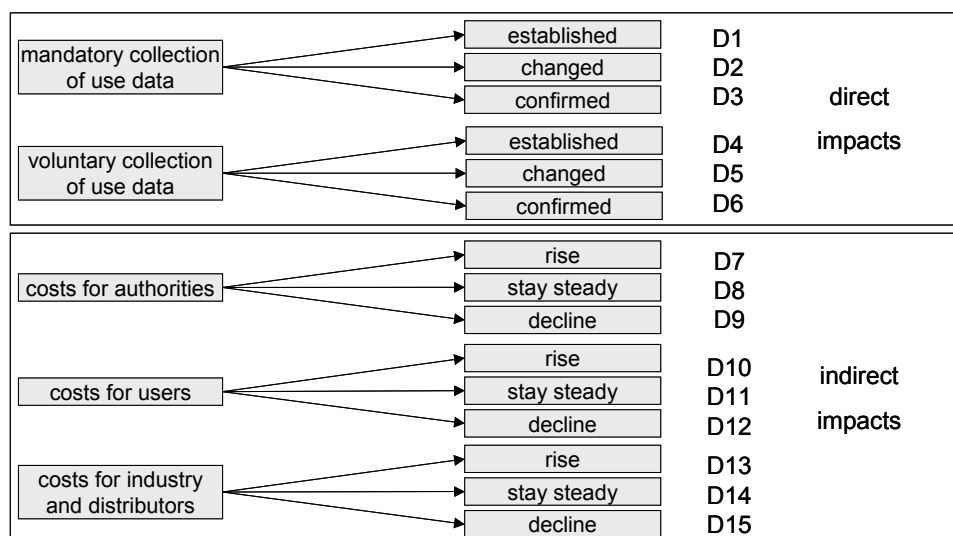 mandatory collection
of use data
established
D1
changed
D2
confirmed
D3
direct
impacts
voluntary collection
of use data
established
D4
changed
D5
confirmed
D6
costs for authorities
rise
D7
stay steady
D8
decline
D9
costs for users
rise
D10
stay steady
D11
decline
D12
indirect
impacts
costs for industry
and distributors
rise
D13
stay steady
D14
decline
D15